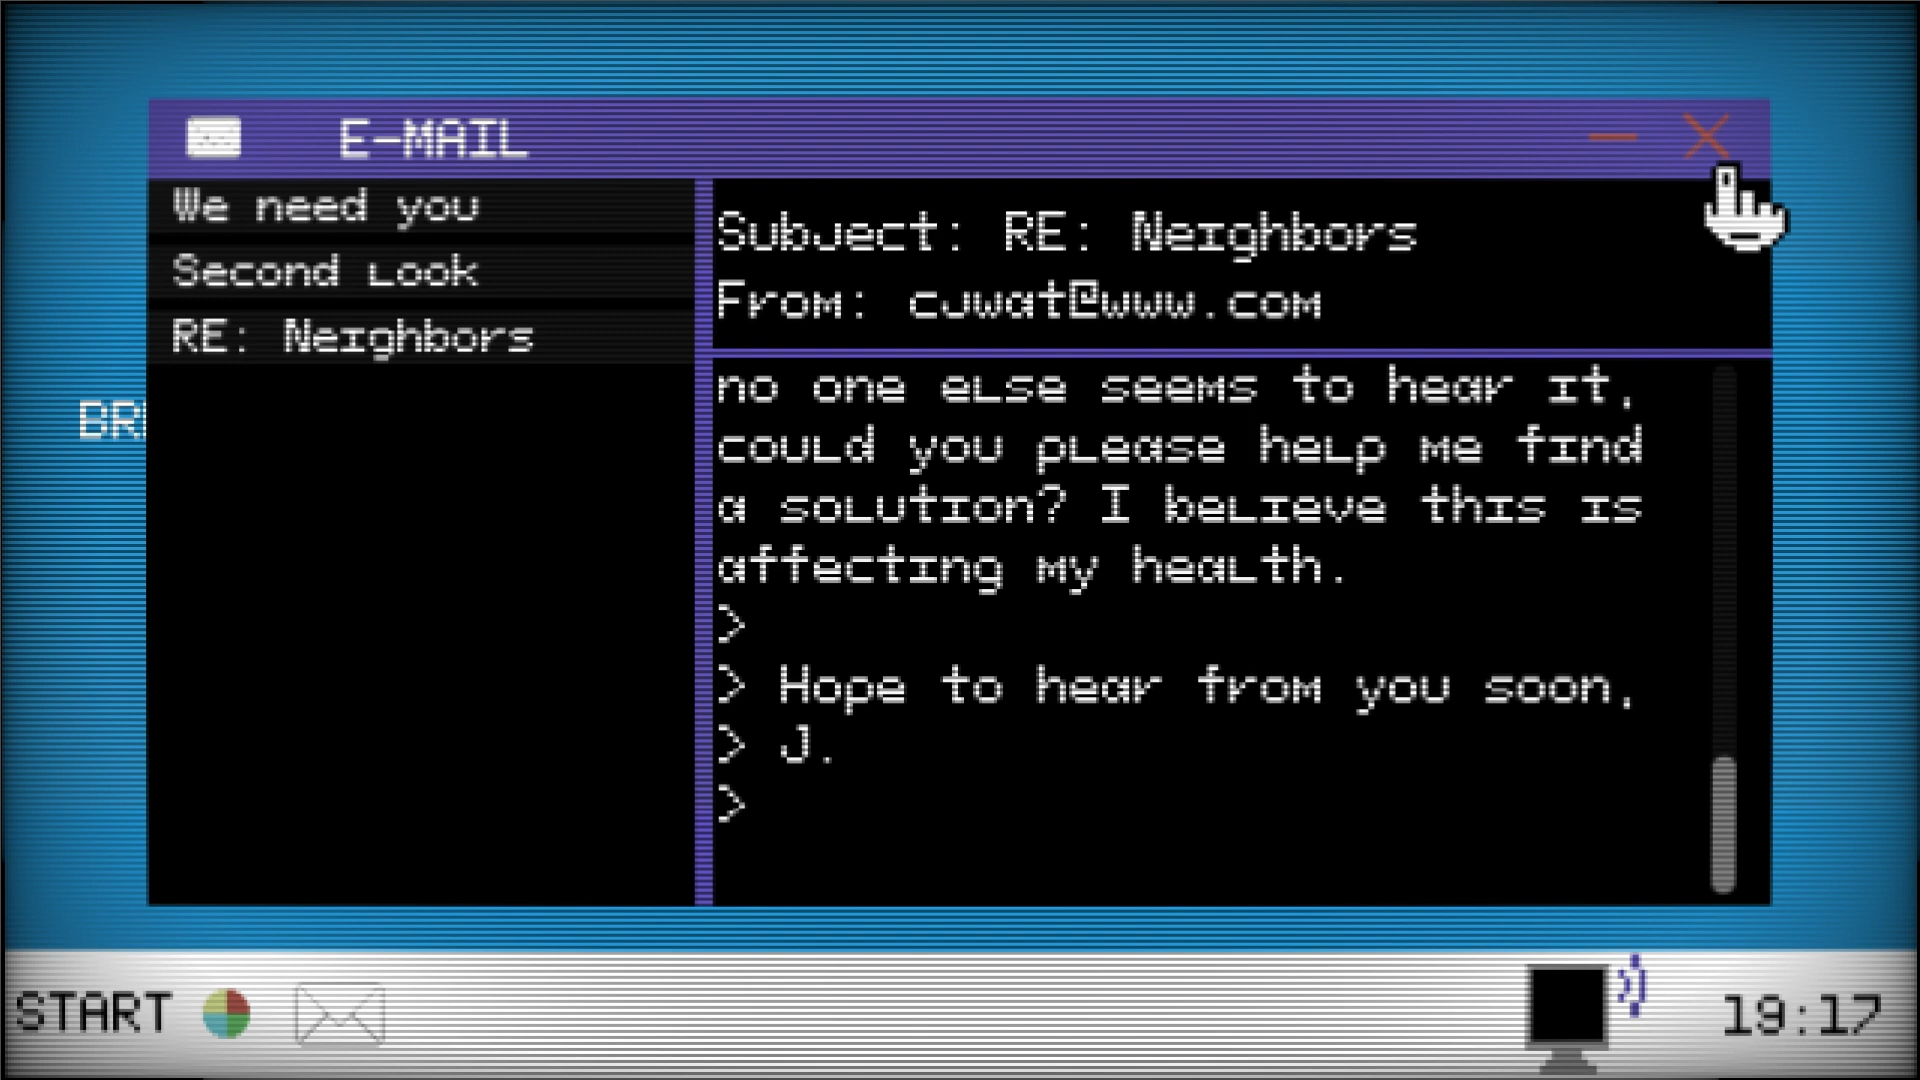 E-MAIL
We need you
Second Look
RE: Neighbors
Subject: RE: Neighbors
From: cjwat@www.com
no one else seems to hear it,
could you please help me find
a solution? I believe this is
affecting my health.
>
> Hope to hear from you soon,
> J.
>
START
19:17